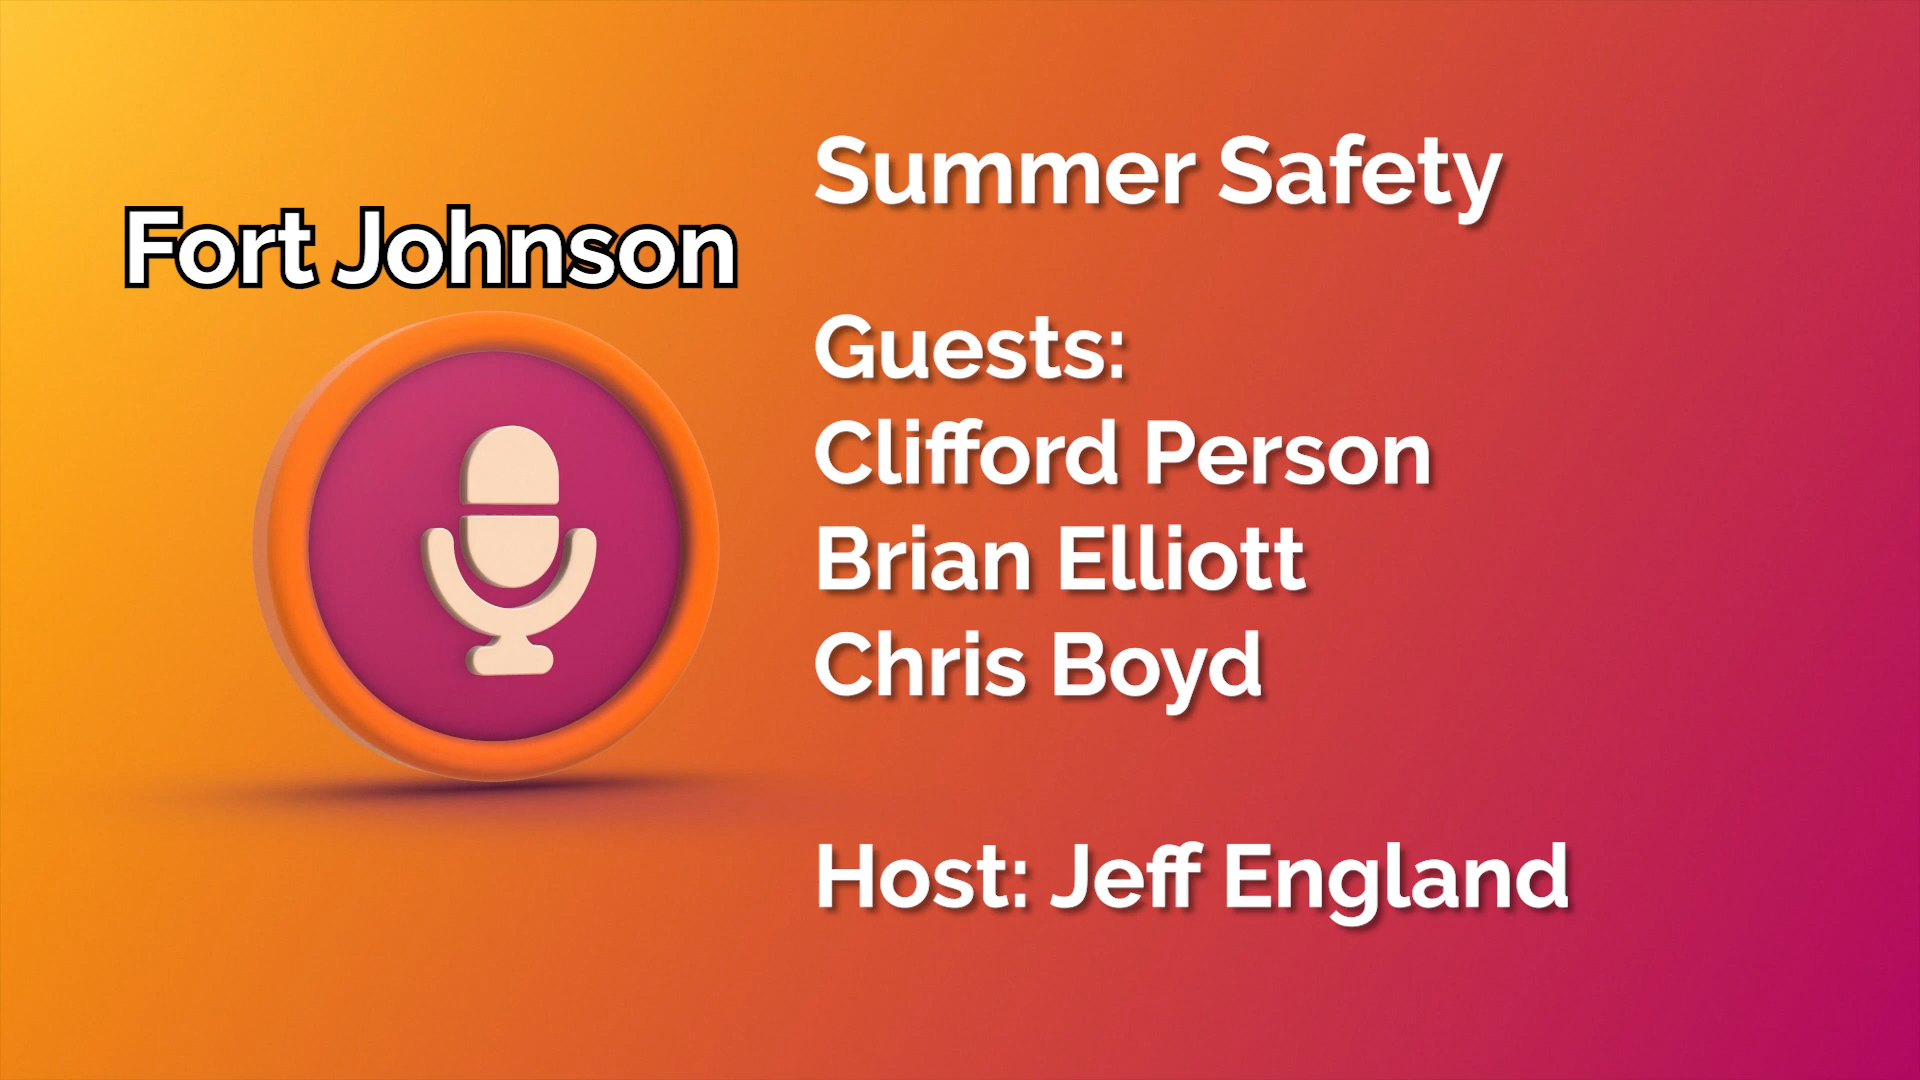 Fort Johnson
Summer Safety
Guests:
Clifford Person
Brian Elliott
Chris Boyd
Host: Jeff England